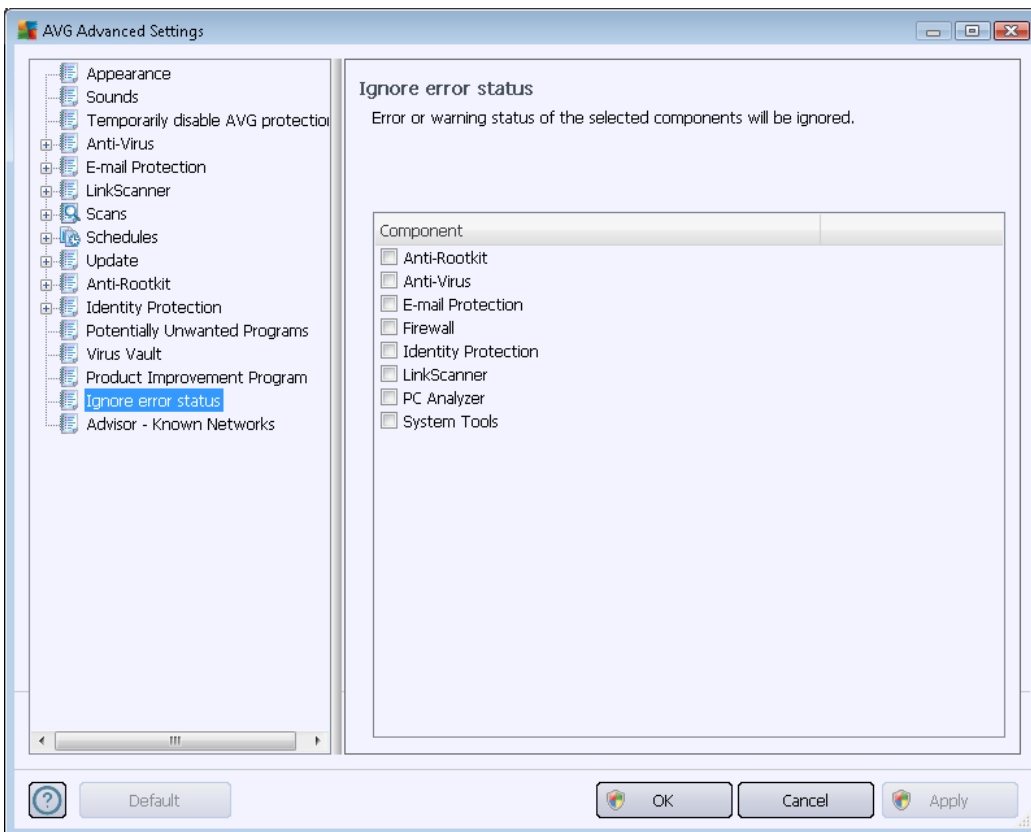 AVG Advanced Settings
Appearance
Sounds
Temporarily disable AVG protection
Anti-Virus
E-mail Protection
LinkScanner
Scans
Schedules
Update
Anti-Rootkit
Identity Protection
Potentially Unwanted Programs
Virus Vault
Product Improvement Program
Ignore error status
Advisor - Known Networks
Ignore error status
Error or warning status of the selected components will be ignored.
Component
Anti-Rootkit
Anti-Virus
E-mail Protection
Firewall
Identity Protection
LinkScanner
PC Analyzer
System Tools
Default
OK
Cancel
Apply